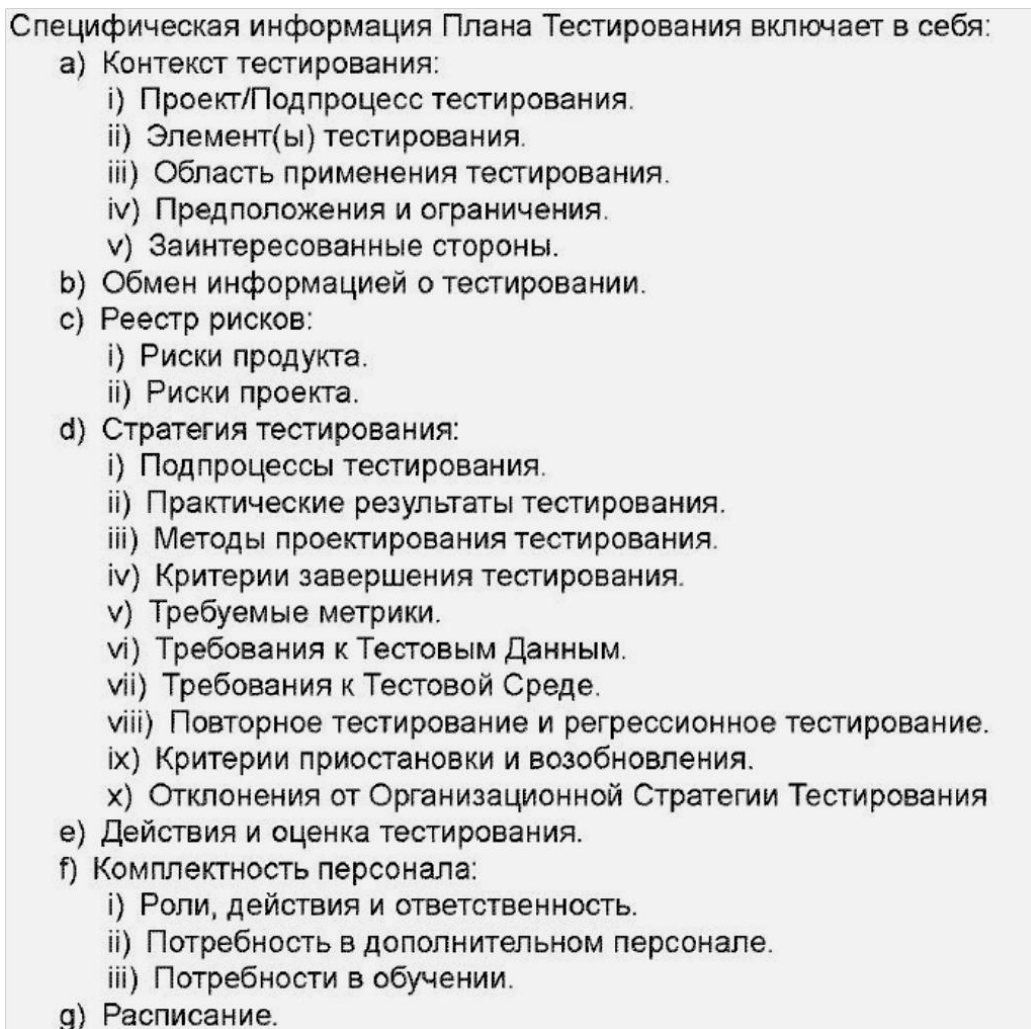 Специфическая информация Плана Тестирования включает в себя:
a) Контекст тестирования:
i) Проект/Подпроцесс тестирования.
ii) Элемент(ы) тестирования.
iii) Область применения тестирования.
iv) Предположения и ограничения.
v) Заинтересованные стороны.
b) Обмен информацией о тестировании.
c) Реестр рисков:
i) Риски продукта.
ii) Риски проекта.
d) Стратегия тестирования:
i) Подпроцессы тестирования.
ii) Практические результаты тестирования.
iii) Методы проектирования тестирования.
iv) Критерии завершения тестирования.
v) Требуемые метрики.
vi) Требования к Тестовым Данным.
vii) Требования к Тестовой Среде.
viii) Повторное тестирование и регрессионное тестирование.
ix) Критерии приостановки и возобновления.
x) Отклонения от Организационной Стратегии Тестирования
e) Действия и оценка тестирования.
f) Комплектность персонала:
i) Роли, действия и ответственность.
ii) Потребность в дополнительном персонале.
iii) Потребности в обучении.
g) Расписание.